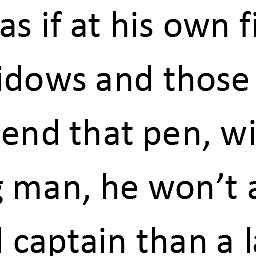 as if at his own
and those
end that pen,
man, he won't
captain than a